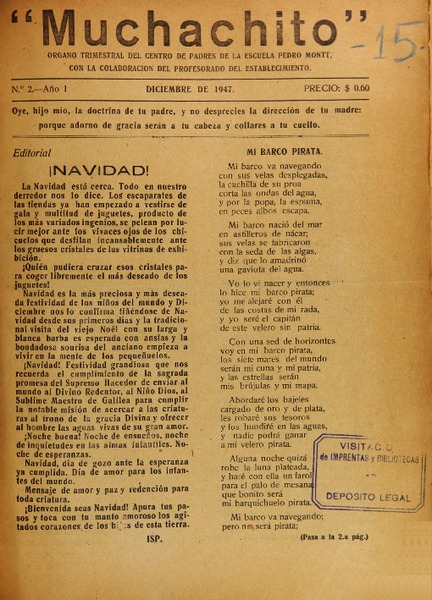 "Muchachito"
-15-
ORGANO TRIMESTRAL DEL CENTRO DE PADRES DE LA ESCUELA PEDRO MONTT,
CON LA COLABORACION DEL PROFESORADO DEL ESTABLECIMIENTO.
N.º 2.—Año I DICIEMBRE DE 1947. PRECIO: $ 0.60
Oye, hijo mío, la doctrina de tu padre, y no desprecies la dirección de tu madre:
porque adorno de gracia serán a tu cabeza y collares a tu cuello.
Editorial
¡NAVIDAD!
La Navidad está cerca. Todo en nuestro
derredor nos lo dice. Los escaparates de
las tiendas ya han empezado a vestirse de
gala y multitud de juguetes, producto de
los más variados ingenios, se pelean por lu-
cir mejor ante los vivaces ojos de los chi-
cuelos que desfilan incansablemente ante
los gruesos cristales de las vitrinas de exhi-
bición.
¡Quién pudiera cruzar esos cristales para
coger libremente el más deseado de los
juguetes!
Navidad es la más preciosa y más desea-
da festividad de los niños del mundo y Di-
ciembre nos lo confirma tiñéndose de Na-
vidad desde sus primeros días y la tradicio-
nal visita del viejo Noél con su larga y
blanca barba es esperada con ansias y la
bondadosa sonrisa del anciano empieza a
vivir en la mente de los pequeñuelos.
¡Navidad! Festividad grandiosa que nos
recuerda el cumplimiento de la sagrada
promesa del Supremo Hacedor de enviar al
mundo al Divino Redentor, al Niño Dios, al
Sublime Maestro de Galilea para cumplir
la notable misión de acercar a las criatu-
ras al trono de la gracia Divina y ofrecer
al hombre las aguas vivas de su gran amor.
¡Noche buena! Noche de ensueños, noche
de inquietudes en las almas infantiles. No-
che de esperanzas.
Navidad, día de gozo ante la esperanza
ya cumplida. Día de amor para los infan-
tes del mundo.
Mensaje de amor y paz y redención para
toda criatura.
¡Bienvenida seas Navidad! Apura tus pa-
sos y toca con tu manto amoroso los agi-
tados corazones de los hijos de esta tierra.
ISP.
MI BARCO PIRATA.
Mi barco va navegando
con sus velas desplegadas,
la cuchilla de su proa
corta las ondas del agua,
y por la popa, la espuma,
en peces albos escapa.
Mi barco nació del mar
en astilleros de nácar;
sus velas se fabricaron
con la seda de las algas,
y diz que lo amadrinó
una gaviota del agua.
Yo lo ví nacer y entonces
lo hice mi barco pirata;
yo me alejaré con él
de las costas de mi rada,
y yo seré el capitán
de este velero sin patria.
Con una sed de horizontes
voy en mi barco pirata,
los siete mares del mundo
serán mi cuna y mi patria,
y las estrellas serán
mis brújulas y mi mapa.
Abordaré los bajeles
cargado de oro y de plata,
les robaré sus tesoros
y los hundiré en las aguas,
y nadie podrá ganar
a mi velero pirata.
Alguna noche quizá
robe la luna plateada,
y haré con ella un farol
para el palo de mesana;
que bonito será
mi barquichuelo pirata.
Mi barco va navegando;
pero no será pirata;
(Pasa a la 2.a pág.)
VISITAC
de IMPRENTAS y BIBLIOTECAS
DEPOSITO LEGAL